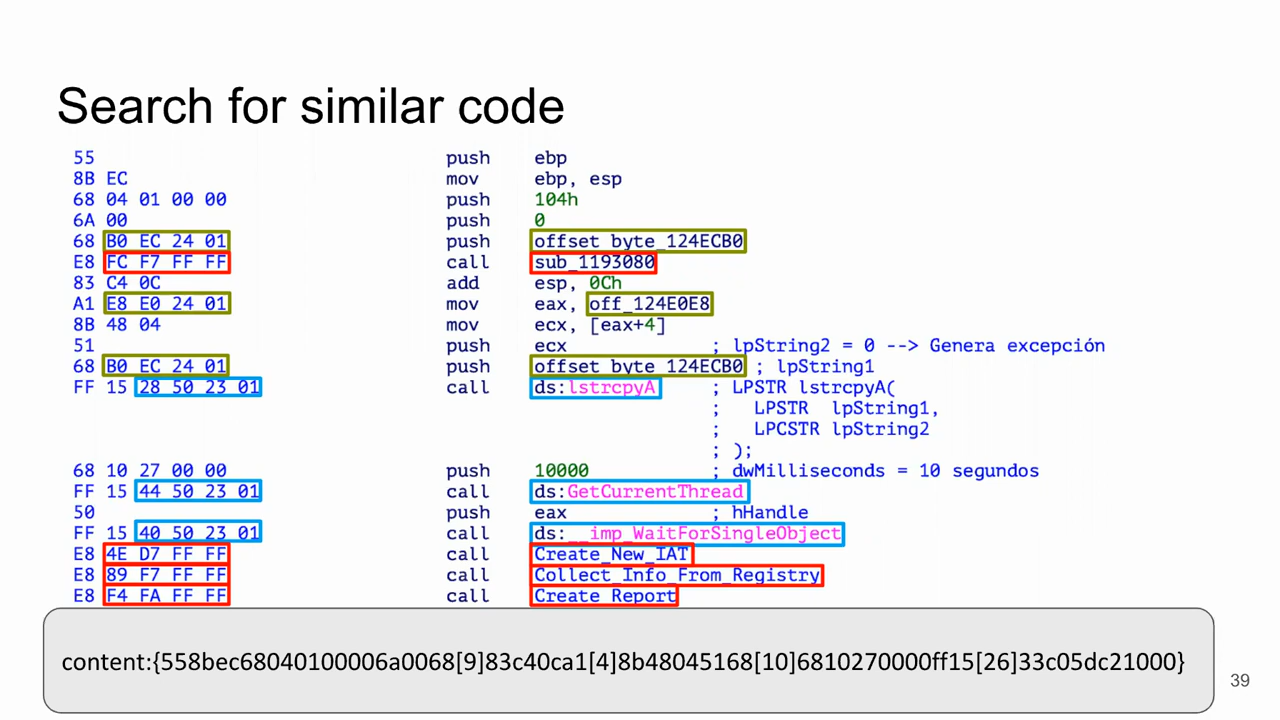 Search for similar code
55 push ebp
8B EC mov ebp, esp
68 04 01 00 00 push 104h
6A 00 push 0
68 B0 EC 24 01 push offset byte_124ECB0
E8 FC F7 FF FF call sub_1193080
83 C4 0C add esp, 0Ch
A1 E8 E0 24 01 mov eax, off_124E0E8
8B 48 04 mov ecx, [eax+4]
51 push ecx ; lpString2 = 0 --> Genera excepción
68 B0 EC 24 01 push offset byte_124ECB0 ; lpString1
FF 15 28 50 23 01 call ds:lstrcpyA ; LPSTR lstrcpyA(
; LPSTR lpString1,
; LPCSTR lpString2
; );
68 10 27 00 00 push 10000 ; dwMilliseconds = 10 segundos
FF 15 44 50 23 01 call ds:GetCurrentThread
50 push eax ; hHandle
FF 15 40 50 23 01 call ds:__imp_WaitForSingleObject
E8 4E D7 FF FF call Create_New_IAT
E8 89 F7 FF FF call Collect_Info_From_Registry
E8 F4 FA FF FF call Create_Report
content:{558bec68040100006a0068[9]83c40ca1[4]8b48045168[10]6810270000ff15[26]33c05dc21000}
39